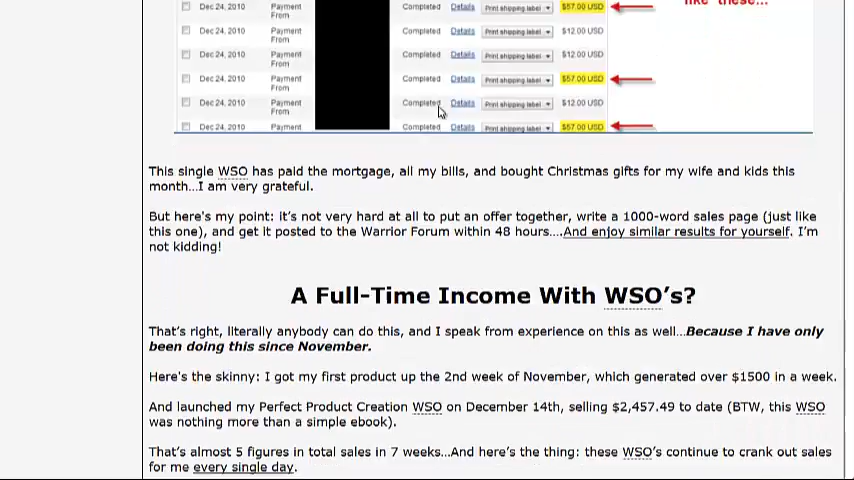 like "these...
Dec 24, 2010 Payment From Completed Details Print shipping label $57.00 USD
Dec 24, 2010 Payment From Completed Details Print shipping label $12.00 USD
Dec 24, 2010 Payment From Completed Details Print shipping label $12.00 USD
Dec 24, 2010 Payment From Completed Details Print shipping label $57.00 USD
Dec 24, 2010 Payment From Completed Details Print shipping label $12.00 USD
Dec 24, 2010 Payment Completed Details Print shipping label $57.00 USD
This single WSO has paid the mortgage, all my bills, and bought Christmas gifts for my wife and kids this
month...I am very grateful.
But here's my point: it's not very hard at all to put an offer together, write a 1000-word sales page (just like
this one), and get it posted to the Warrior Forum within 48 hours....And enjoy similar results for yourself. I'm
not kidding!
A Full-Time Income With WSO's?
That's right, literally anybody can do this, and I speak from experience on this as well...Because I have only
been doing this since November.
Here's the skinny: I got my first product up the 2nd week of November, which generated over $1500 in a week.
And launched my Perfect Product Creation WSO on December 14th, selling $2,457.49 to date (BTW, this WSO
was nothing more than a simple ebook).
That's almost 5 figures in total sales in 7 weeks...And here's the thing: these WSO's continue to crank out sales
for me every single day.